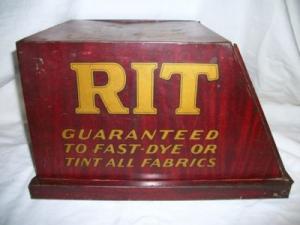 RIT
GUARANTEED
TO FAST-DYE OR
TINT ALL FABRICS